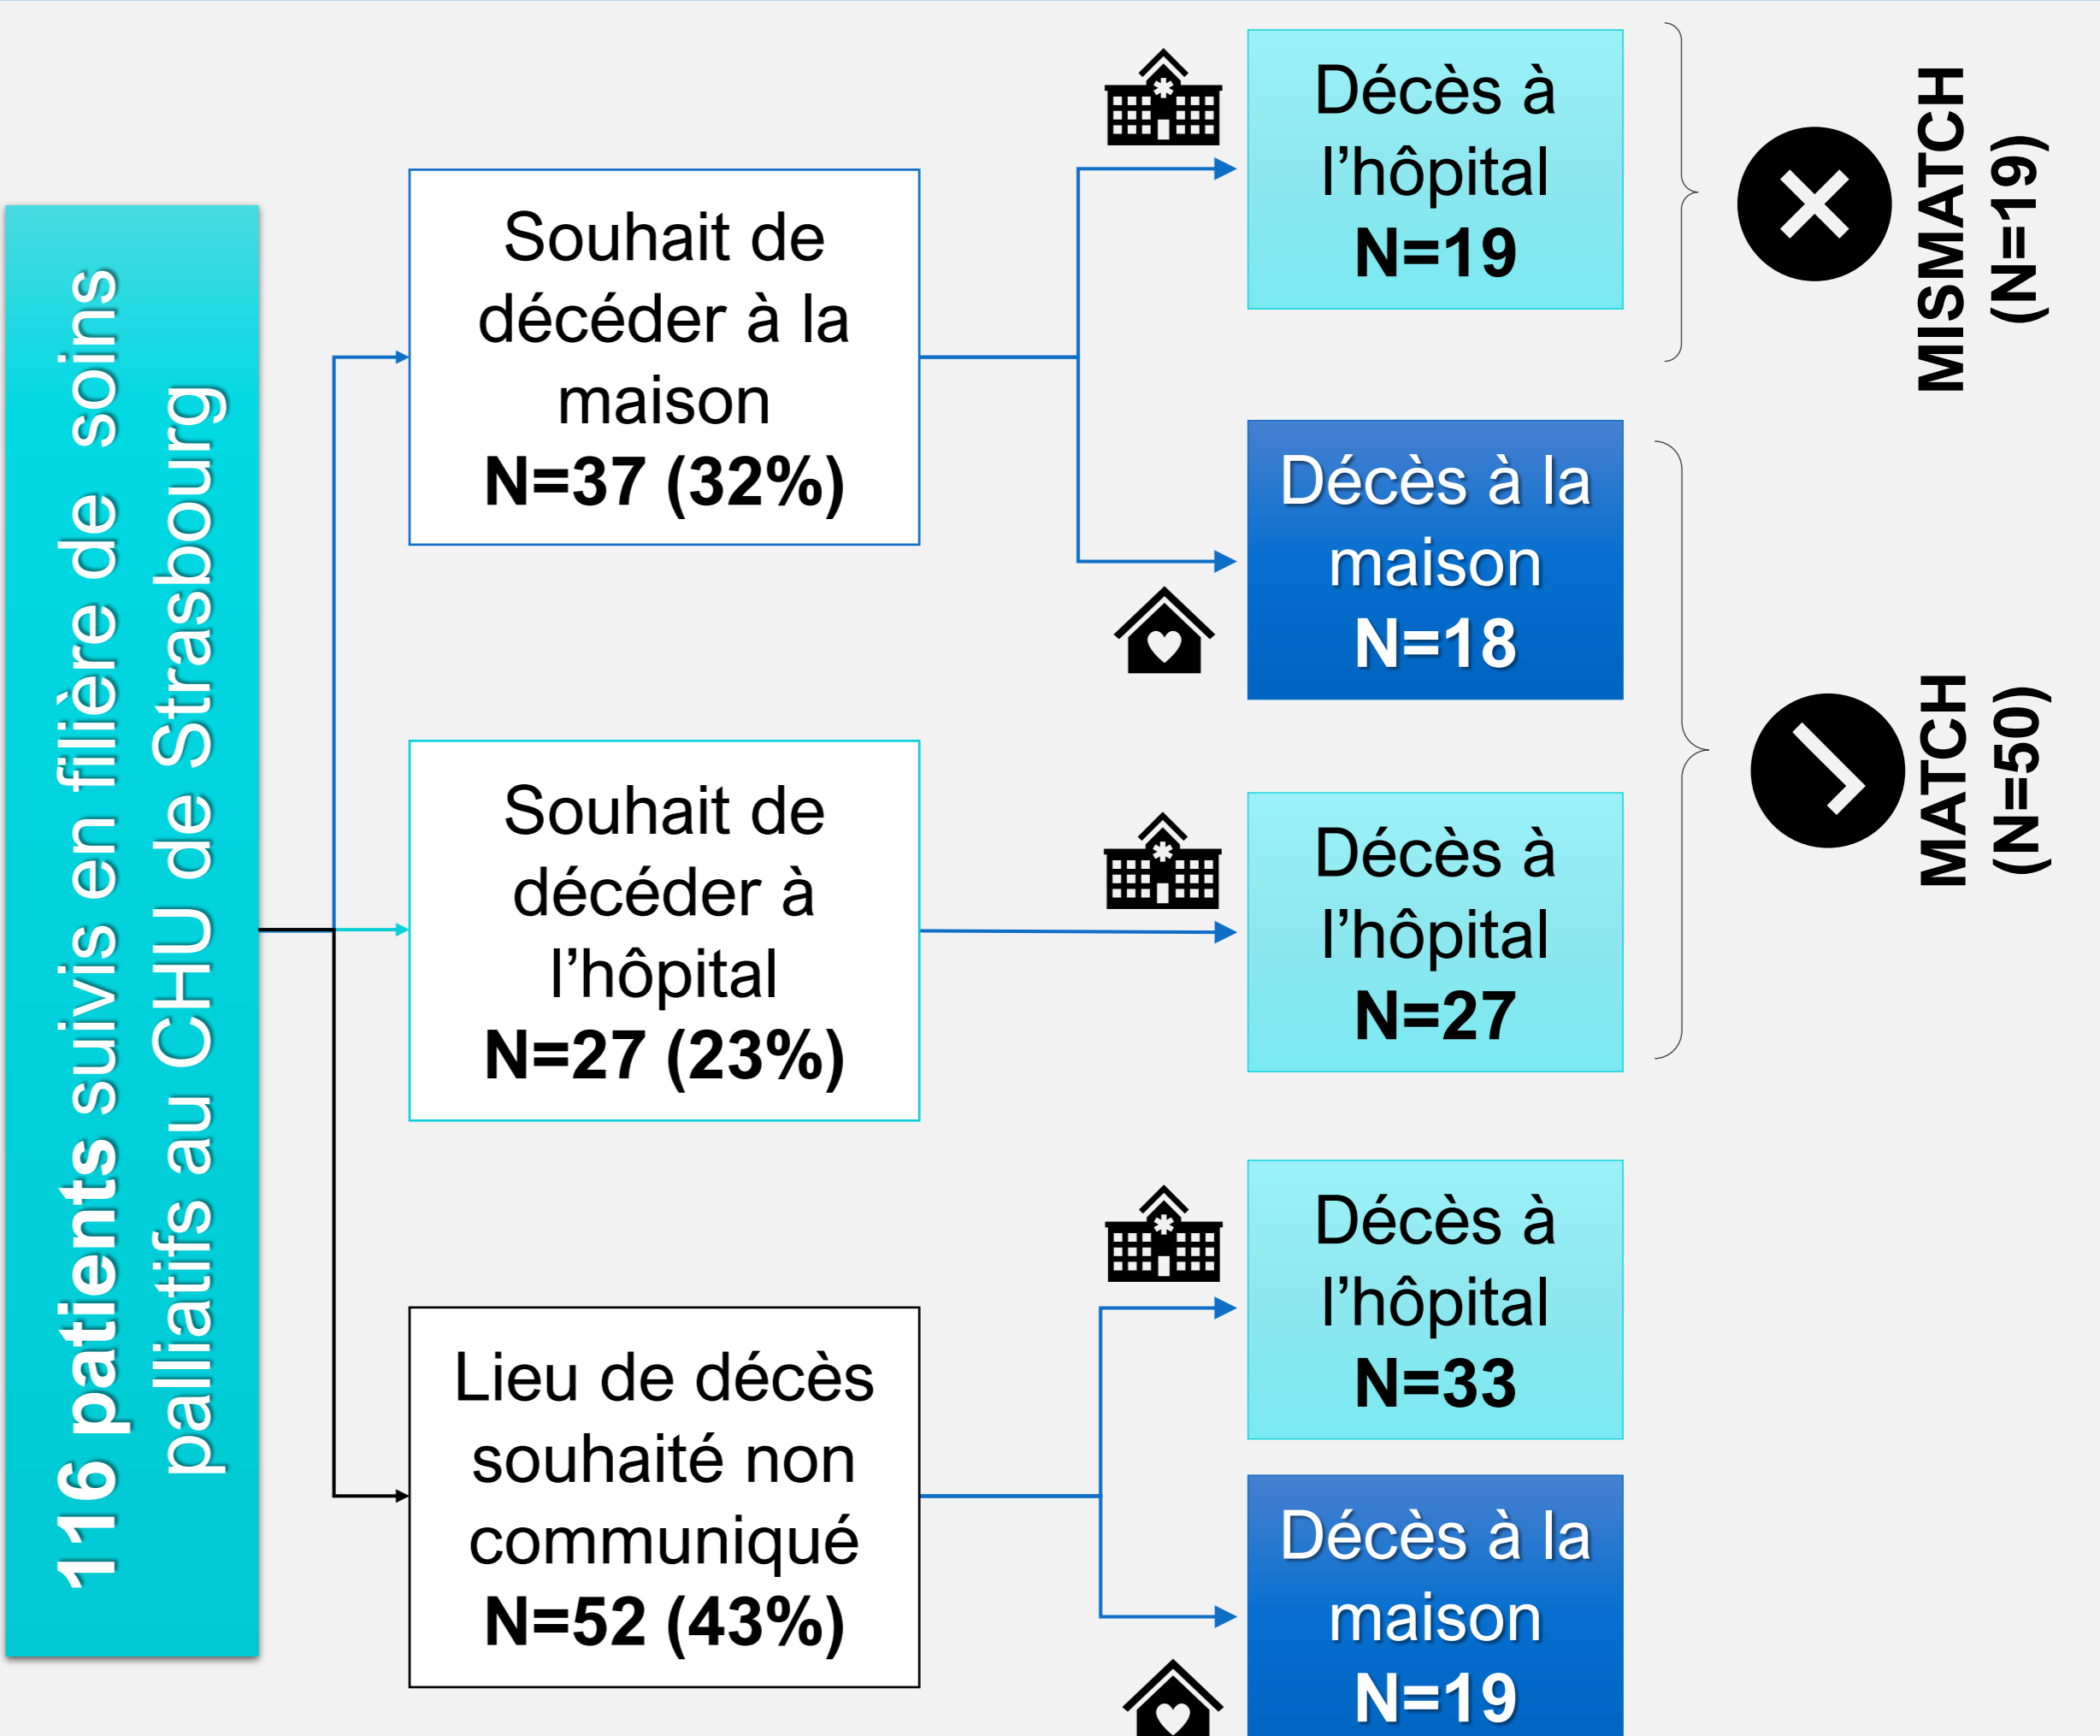 116 patients suivis en filière de soins
palliatifs au CHU de Strasbourg
Souhait de
décéder à la
maison
N=37 (32%)
Souhait de
décéder à
l’hôpital
N=27 (23%)
Lieu de décès
souhaité non
communiqué
N=52 (43%)
Décès à
l’hôpital
N=19
Décès à la
maison
N=18
Décès à
l’hôpital
N=27
Décès à
l’hôpital
N=33
Décès à la
maison
N=19
MISMATCH
(N=19)
MATCH
(N=50)